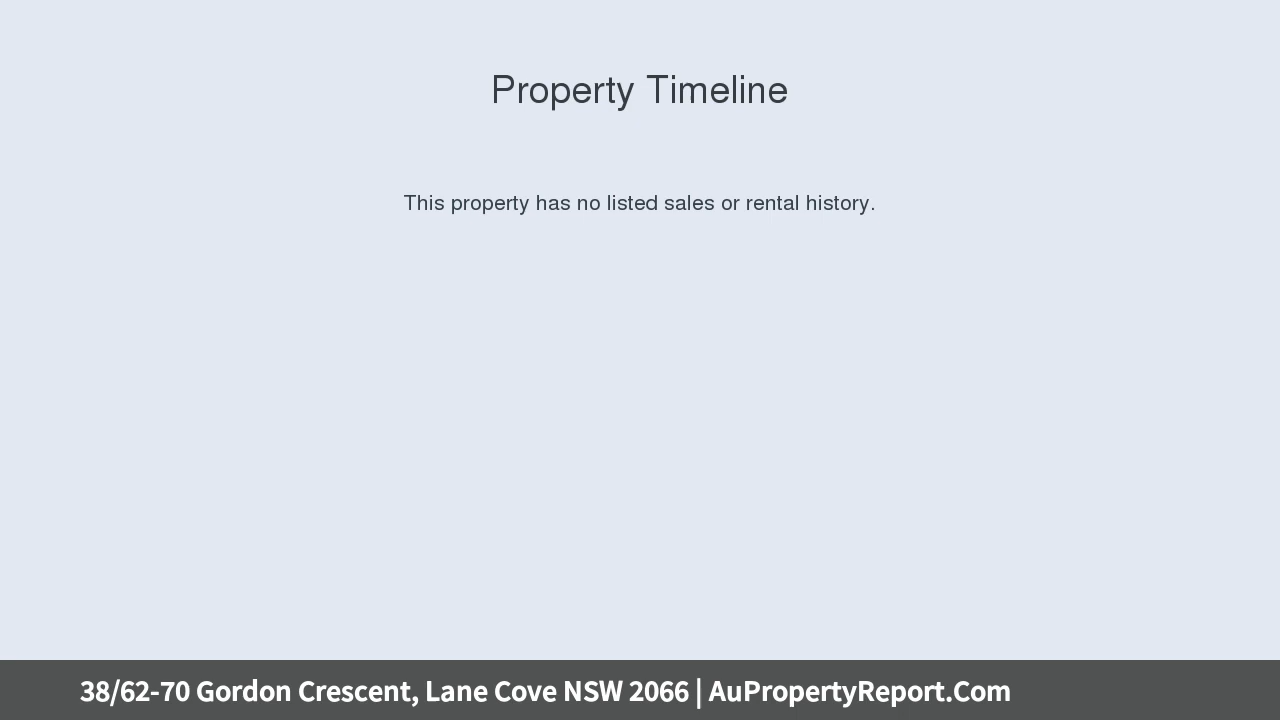 Property Timeline
This property has no listed sales or rental history.
38/62-70 Gordon Crescent, Lane Cove NSW 2066 | AuPropertyReport.Com